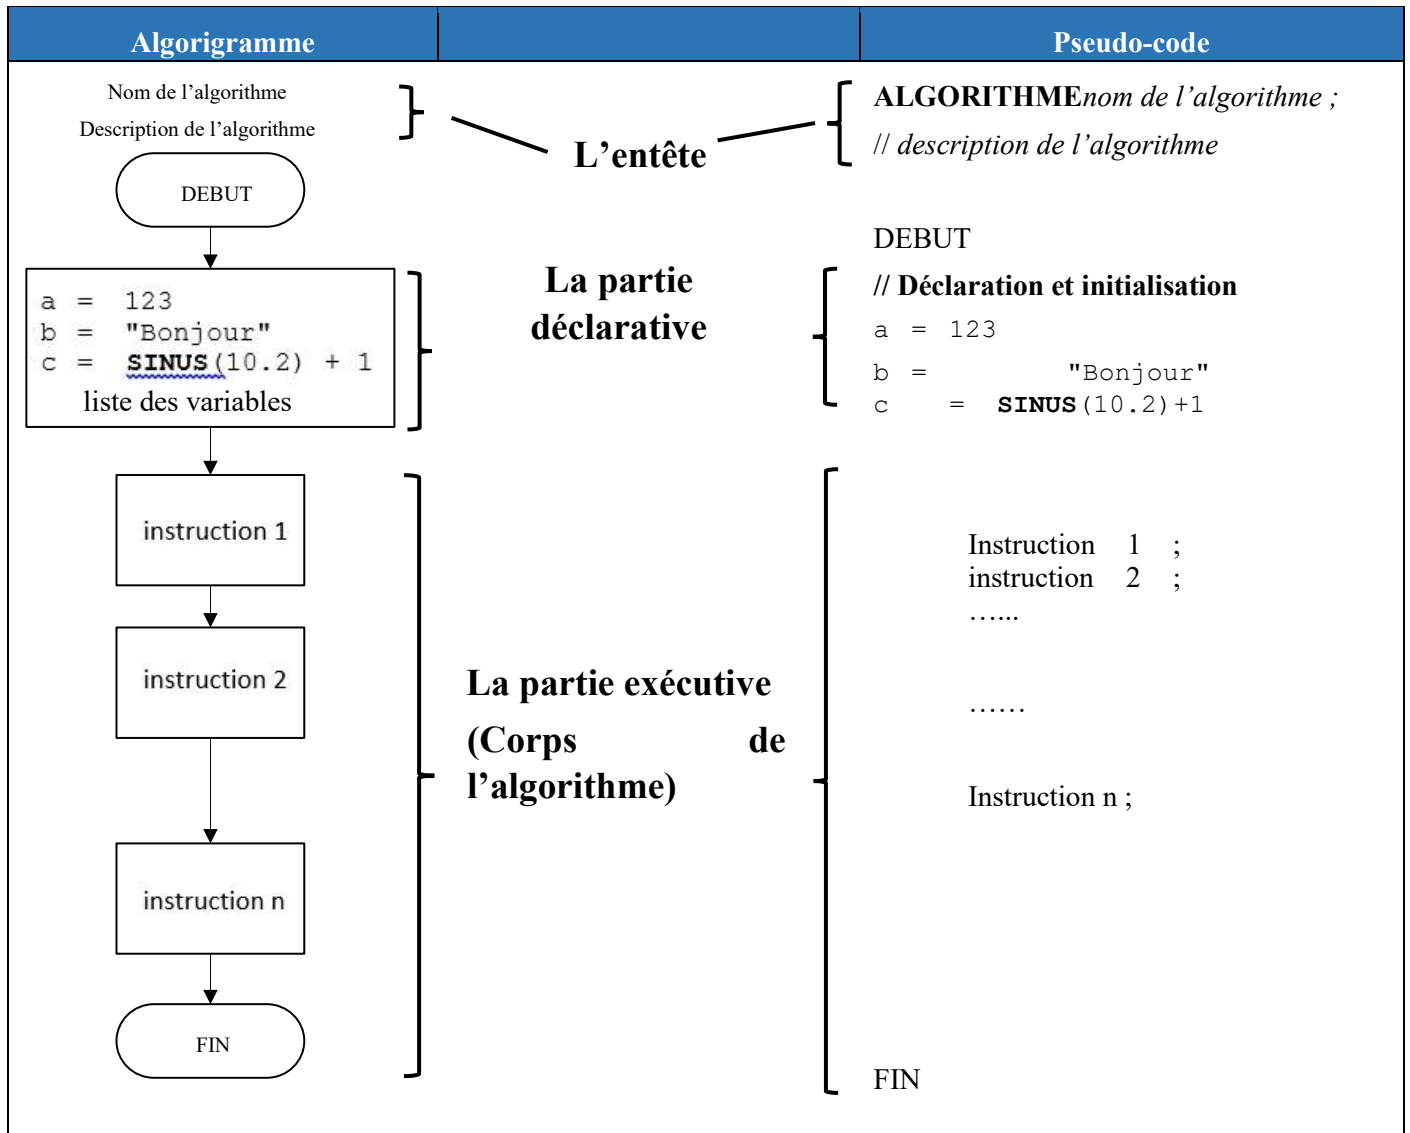 Algorigramme
Pseudo-code
Nom de l’algorithme
Description de l’algorithme
DEBUT
a = 123
b = "Bonjour"
c = SINUS(10.2) + 1
liste des variables
instruction 1
instruction 2
instruction n
FIN
L’entête
La partie
déclarative
La partie exécutive
(Corps de
l’algorithme)
ALGORITHMEnom de l’algorithme ;
// description de l’algorithme
DEBUT
// Déclaration et initialisation
a = 123
b = "Bonjour"
c = SINUS(10.2)+1
Instruction 1 ;
instruction 2 ;
…...
……
Instruction n ;
FIN